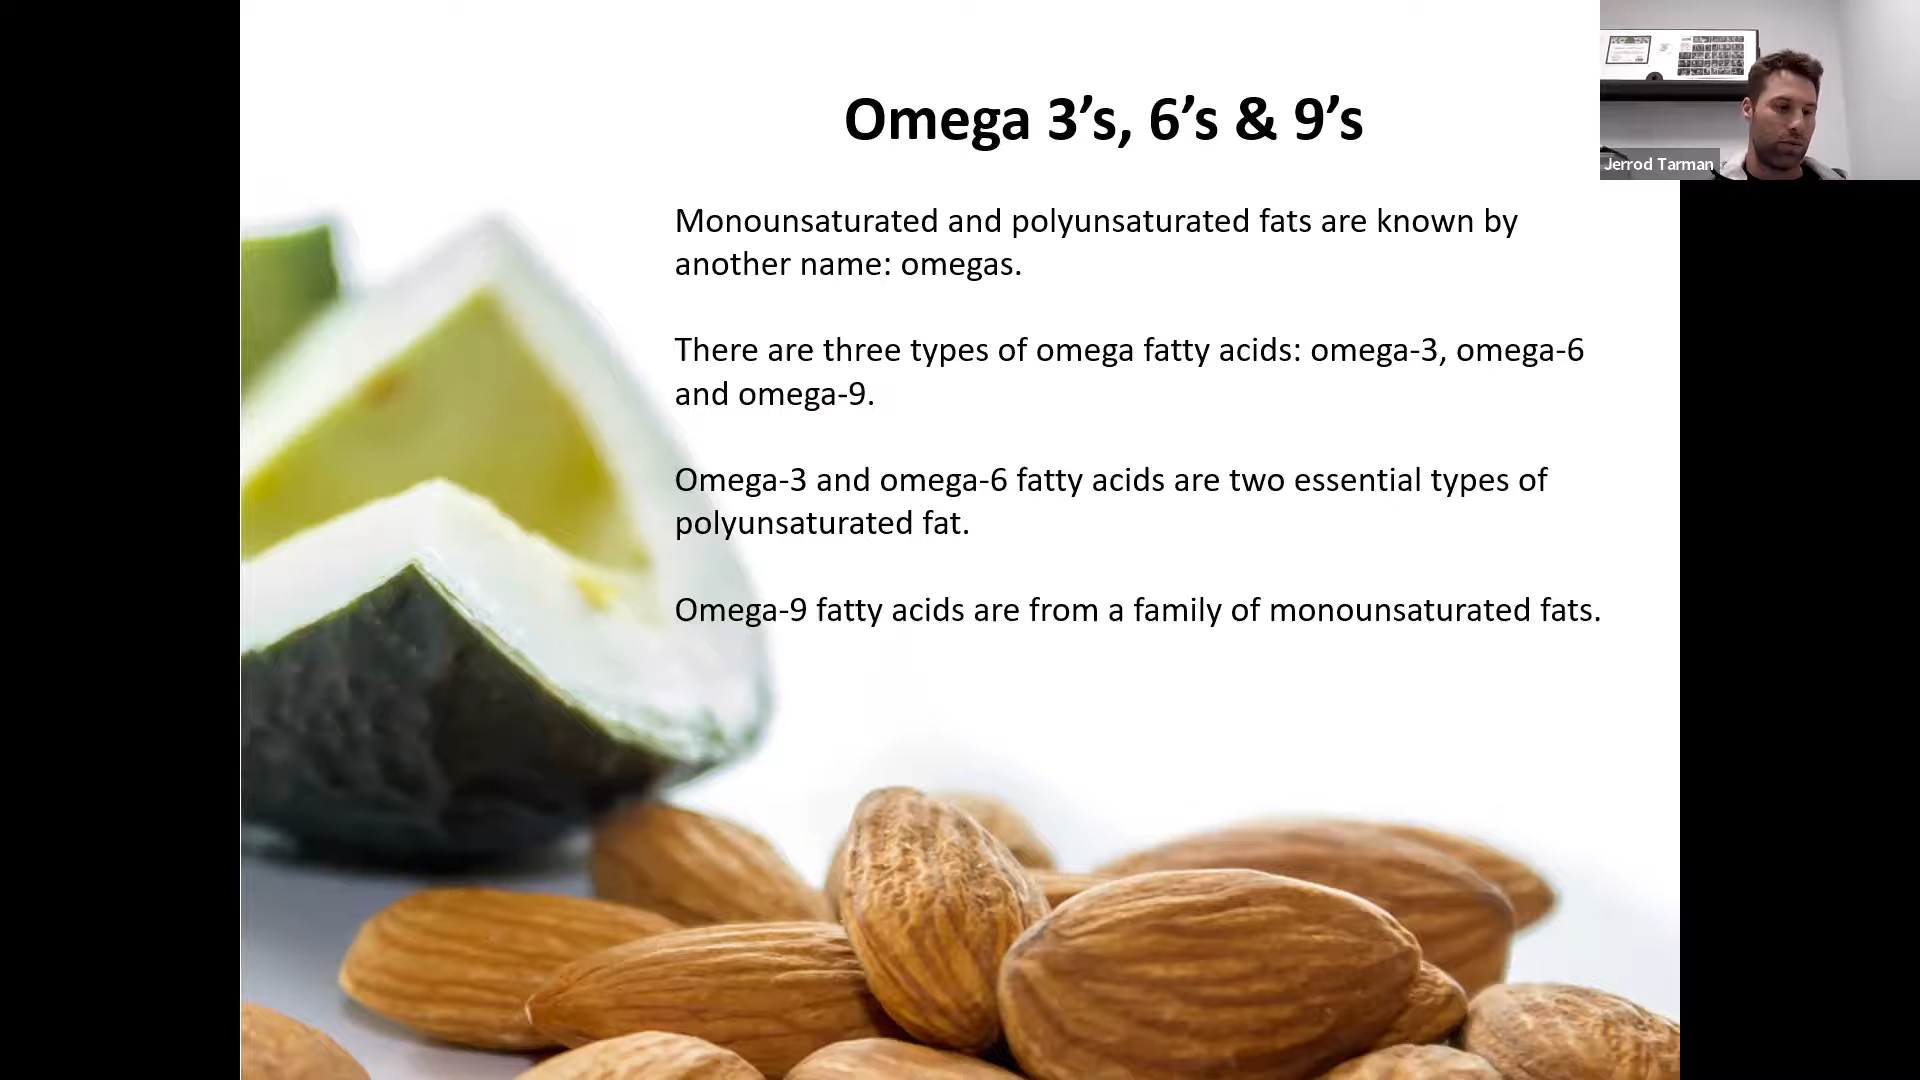 Omega 3’s, 6’s & 9’s
Monounsaturated and polyunsaturated fats are known by
another name: omegas.
There are three types of omega fatty acids: omega-3, omega-6
and omega-9.
Omega-3 and omega-6 fatty acids are two essential types of
polyunsaturated fat.
Omega-9 fatty acids are from a family of monounsaturated fats.
Jerrod Tarman